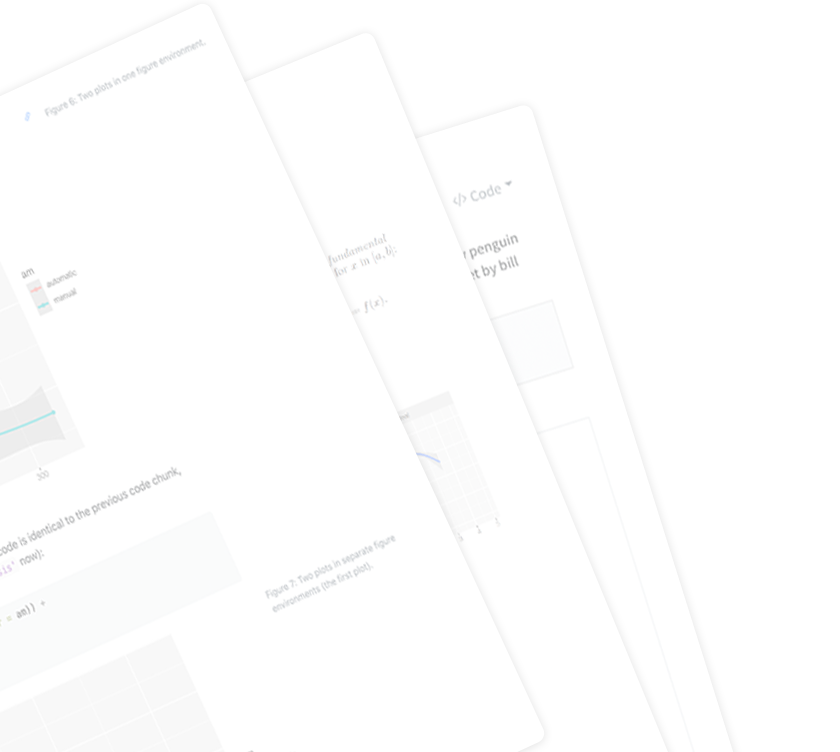 Figure 6: Two plots in one figure environment.
am
automatic
manual
300
code is identical to the previous code chunk,
now):
= am)) +
Figure 7: Two plots in separate figure
environments (the first plot).
fundamental
for x in [a, b]:
= f(x).
</> Code
penguin
by bill